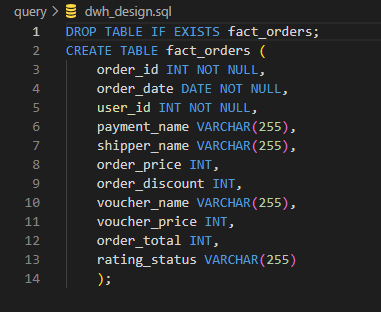 query > dwh_design.sql
1 DROP TABLE IF EXISTS fact_orders;
2 CREATE TABLE fact_orders (
3 order_id INT NOT NULL,
4 order_date DATE NOT NULL,
5 user_id INT NOT NULL,
6 payment_name VARCHAR(255),
7 shipper_name VARCHAR(255),
8 order_price INT,
9 order_discount INT,
10 voucher_name VARCHAR(255),
11 voucher_price INT,
12 order_total INT,
13 rating_status VARCHAR(255)
14 );